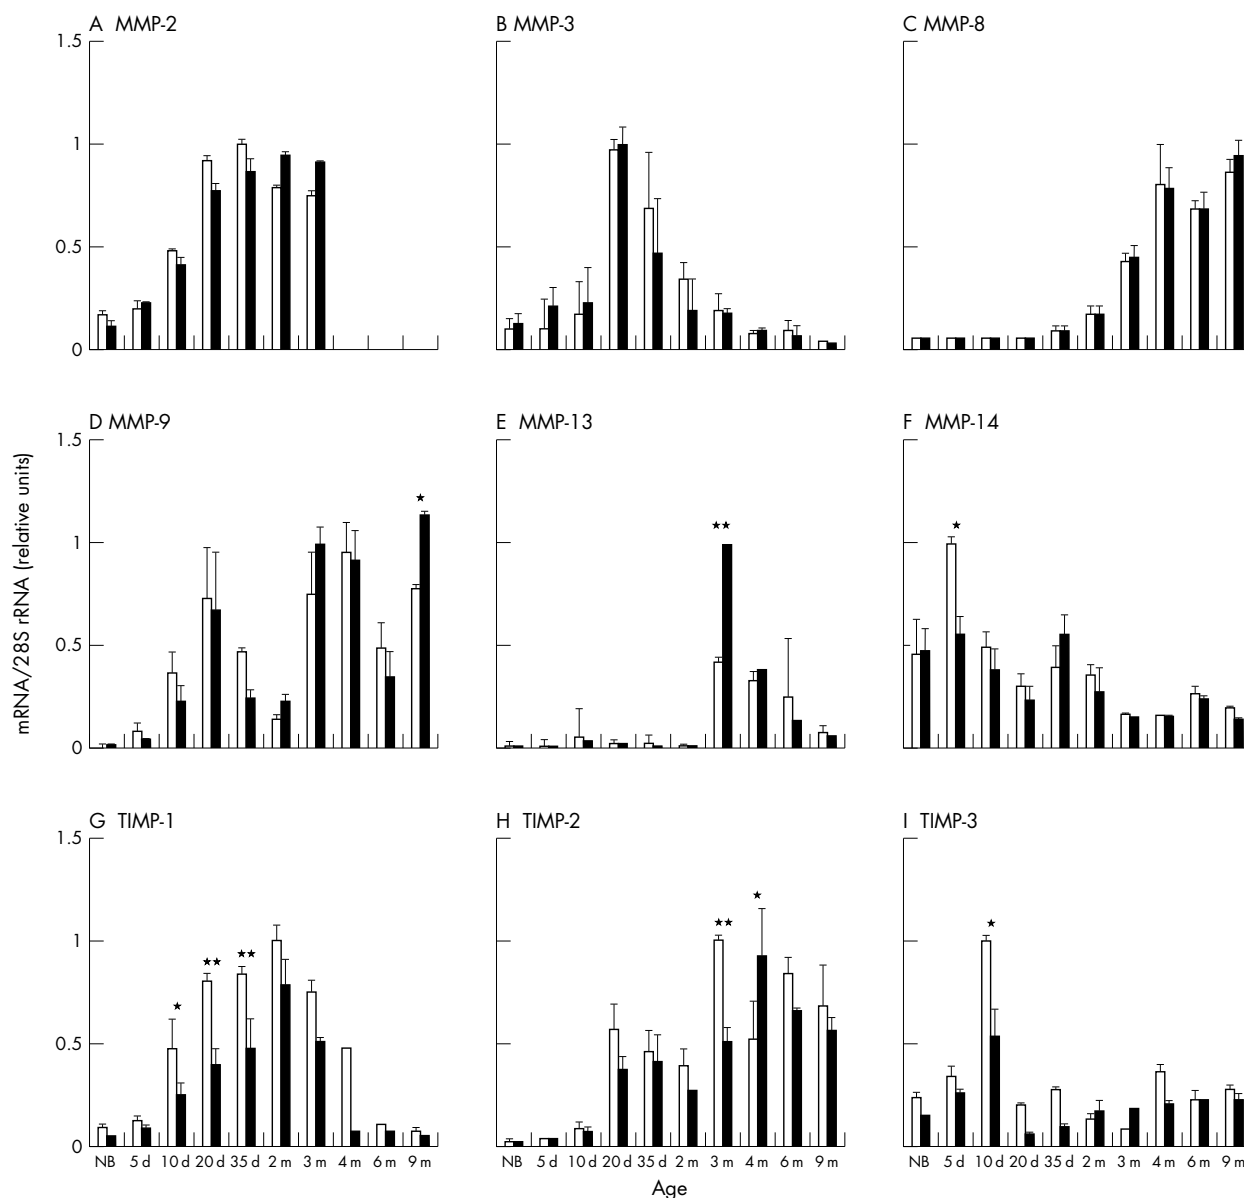 A MMP-2
B MMP-3
C MMP-8
1.5
1
0.5
0
D MMP-9
E MMP-13
F MMP-14
1.5
1
0.5
0
★
★★
★
mRNA/28S rRNA (relative units)
G TIMP-1
H TIMP-2
I TIMP-3
1.5
1
0.5
0
★
★★
★★
★★
★
★
NB 5 d 10 d 20 d 35 d 2 m 3 m 4 m 6 m 9 m
NB 5 d 10 d 20 d 35 d 2 m 3 m 4 m 6 m 9 m
NB 5 d 10 d 20 d 35 d 2 m 3 m 4 m 6 m 9 m
Age